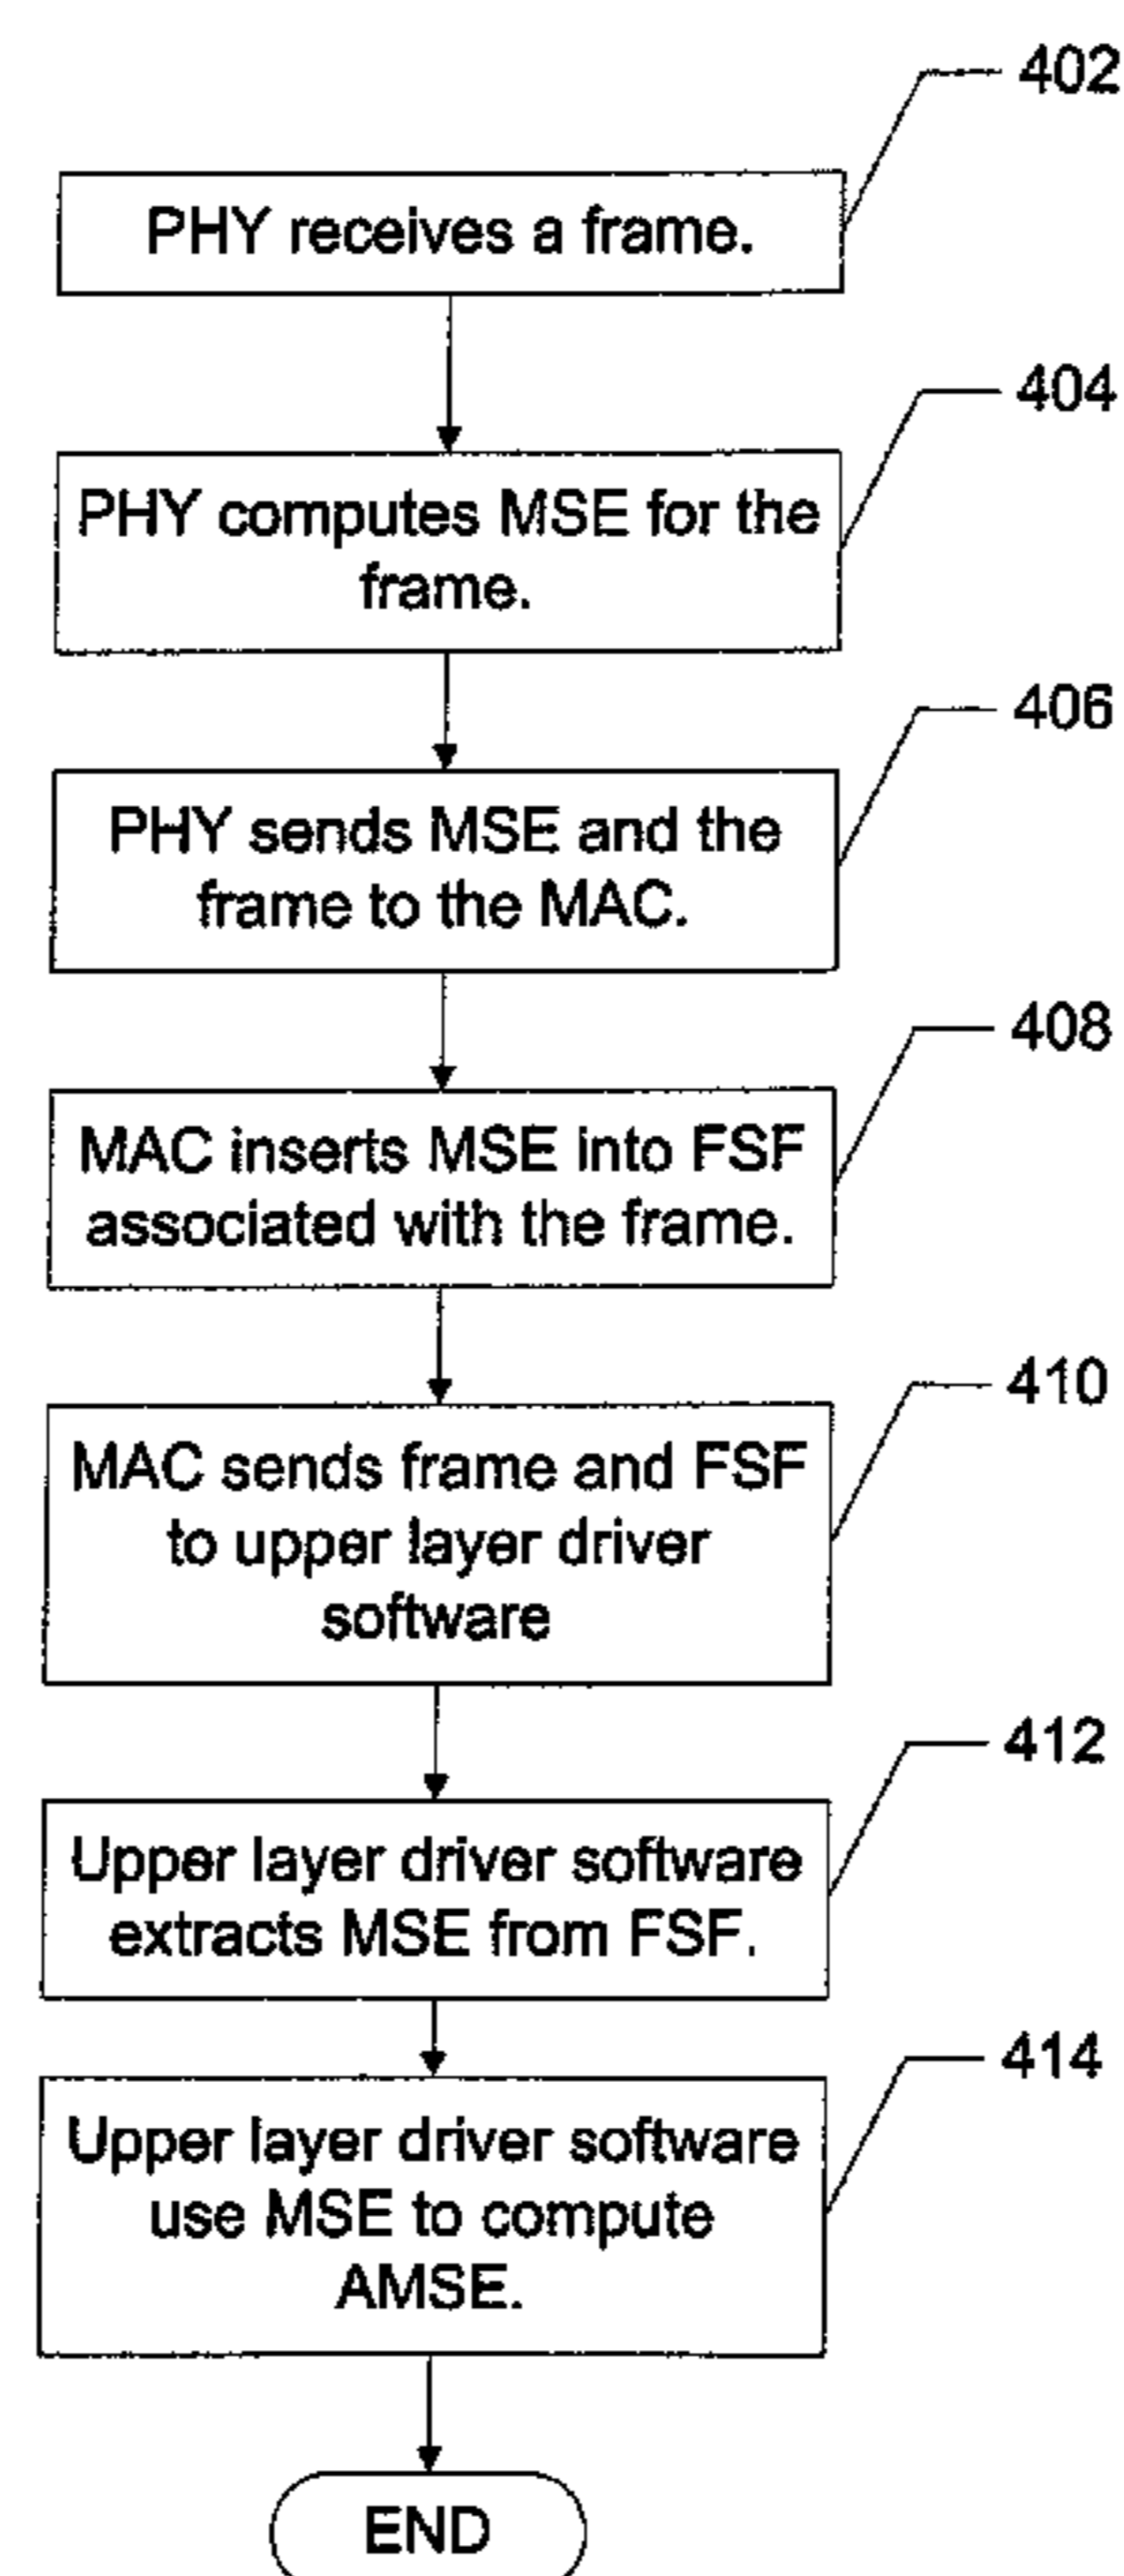 402
PHY receives a frame.
404
PHY computes MSE for the
frame.
406
PHY sends MSE and the
frame to the MAC.
408
MAC inserts MSE into FSF
associated with the frame.
410
MAC sends frame and FSF
to upper layer driver
software
412
Upper layer driver software
extracts MSE from FSF.
414
Upper layer driver software
use MSE to compute
AMSE.
END